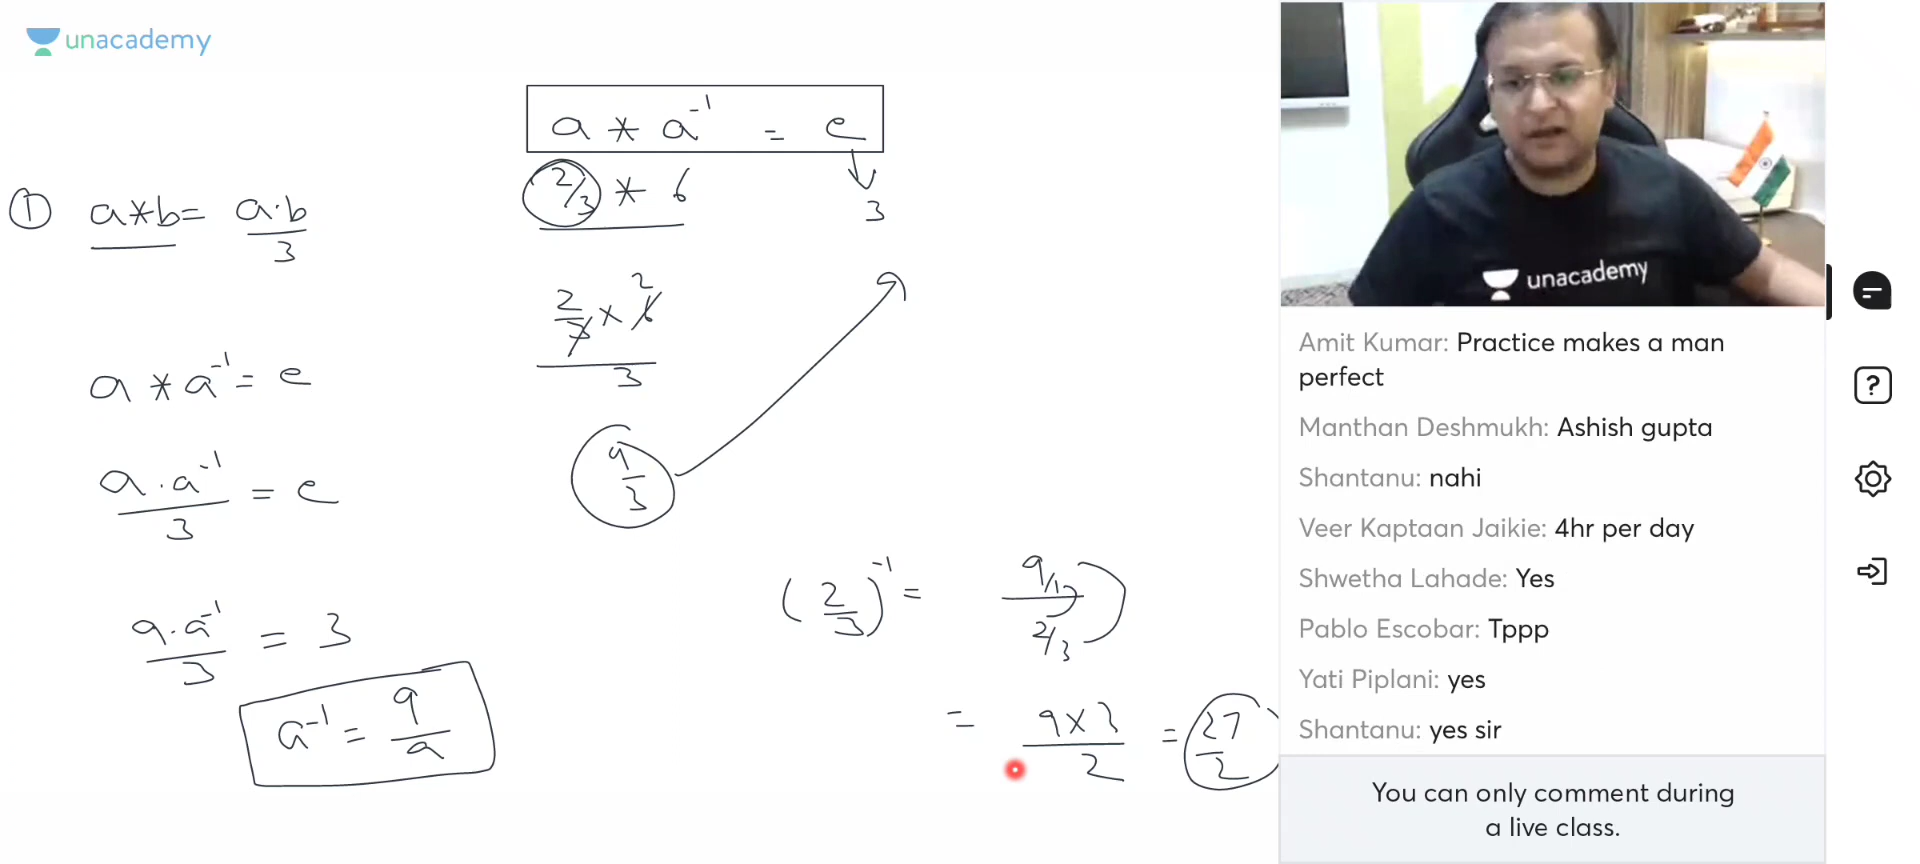 unacademy
a * a⁻¹ = e
2/3 * 6
3
① a*b = a·b/3
2/3 × 6 2
3
a * a⁻¹ = e
a·a⁻¹/3 = e
9/3
(2/3)⁻¹ =
2/3
a·a⁻¹/3 = 3
a⁻¹ = 9/a
= 9×3/2 = 27/2
unacademy
Amit Kumar: Practice makes a man
perfect
Manthan Deshmukh: Ashish gupta
Shantanu: nahi
Veer Kaptaan Jaikie: 4hr per day
Shwetha Lahade: Yes
Pablo Escobar: Tppp
Yati Piplani: yes
Shantanu: yes sir
You can only comment during
a live class.
?